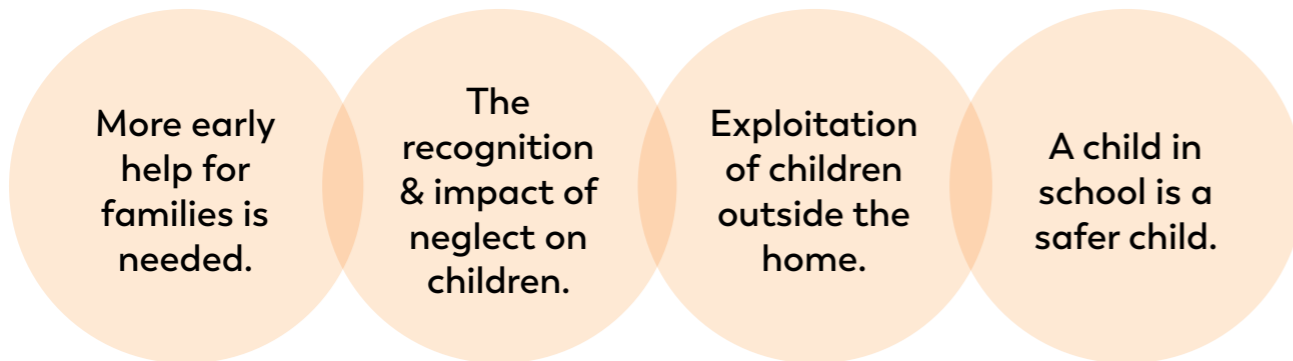 More early
help for
families is
needed.
The
recognition
& impact of
neglect on
children.
Exploitation
of children
outside the
home.
A child in
school is a
safer child.